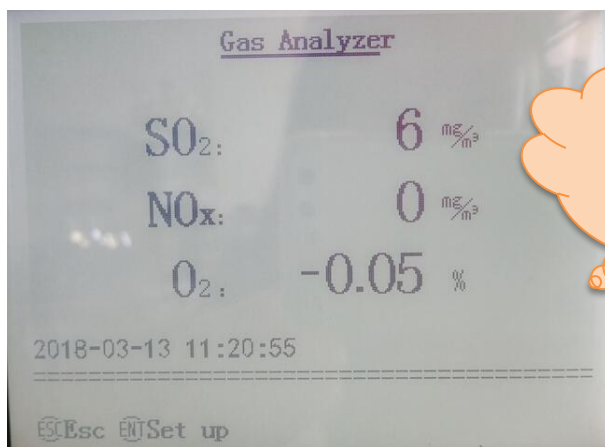 Gas Analyzer
SO₂: 6 mg/m³
NOx: 0 mg/m³
O₂: -0.05 %
2018-03-13 11:20:55
==========================================
ESC Esc ENT Set up